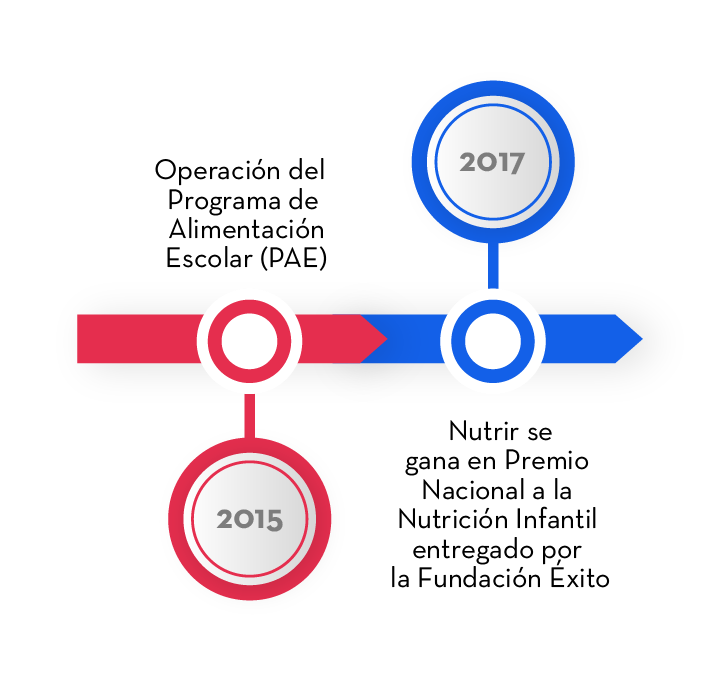 Operación del
Programa de
Alimentación
Escolar (PAE)
2015
2017
Nutrir se
gana en Premio
Nacional a la
Nutrición Infantil
entregado por
la Fundación Éxito